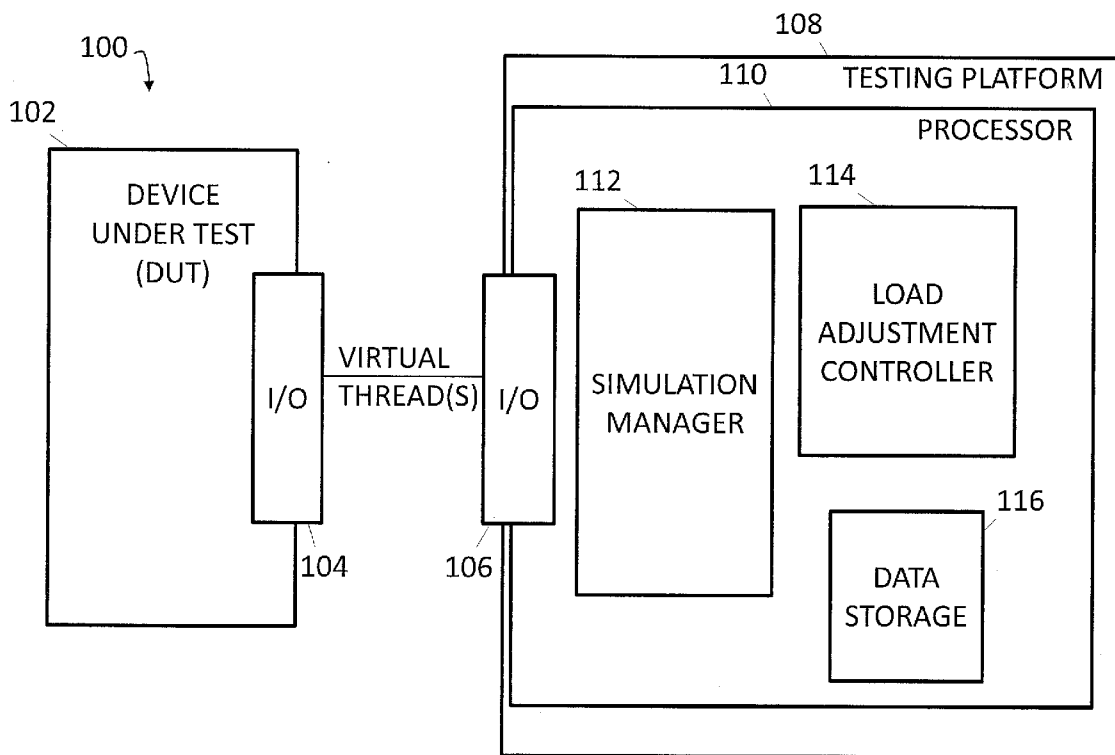 108
100
TESTING PLATFORM
110
PROCESSOR
102
DEVICE
UNDER TEST
(DUT)
112
114
LOAD
ADJUSTMENT
CONTROLLER
VIRTUAL
THREAD(S)
I/O
I/O
SIMULATION
MANAGER
116
104
106
DATA
STORAGE